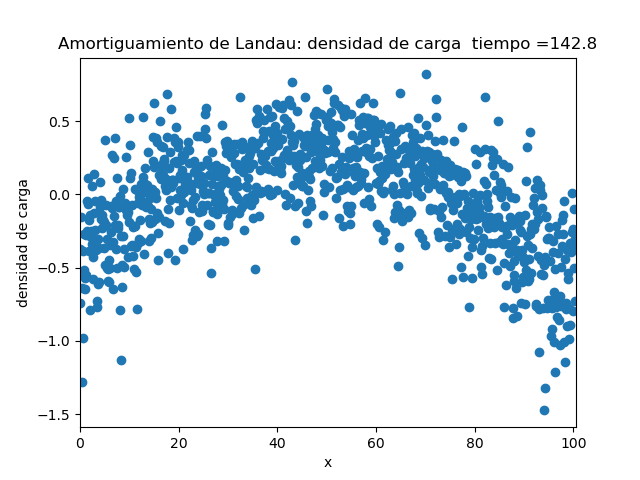 Amortiguamiento de Landau: densidad de carga  tiempo =142.8
densidad de carga
0.5
0.0
−0.5
−1.0
−1.5
0 20 40 60 80 100
x